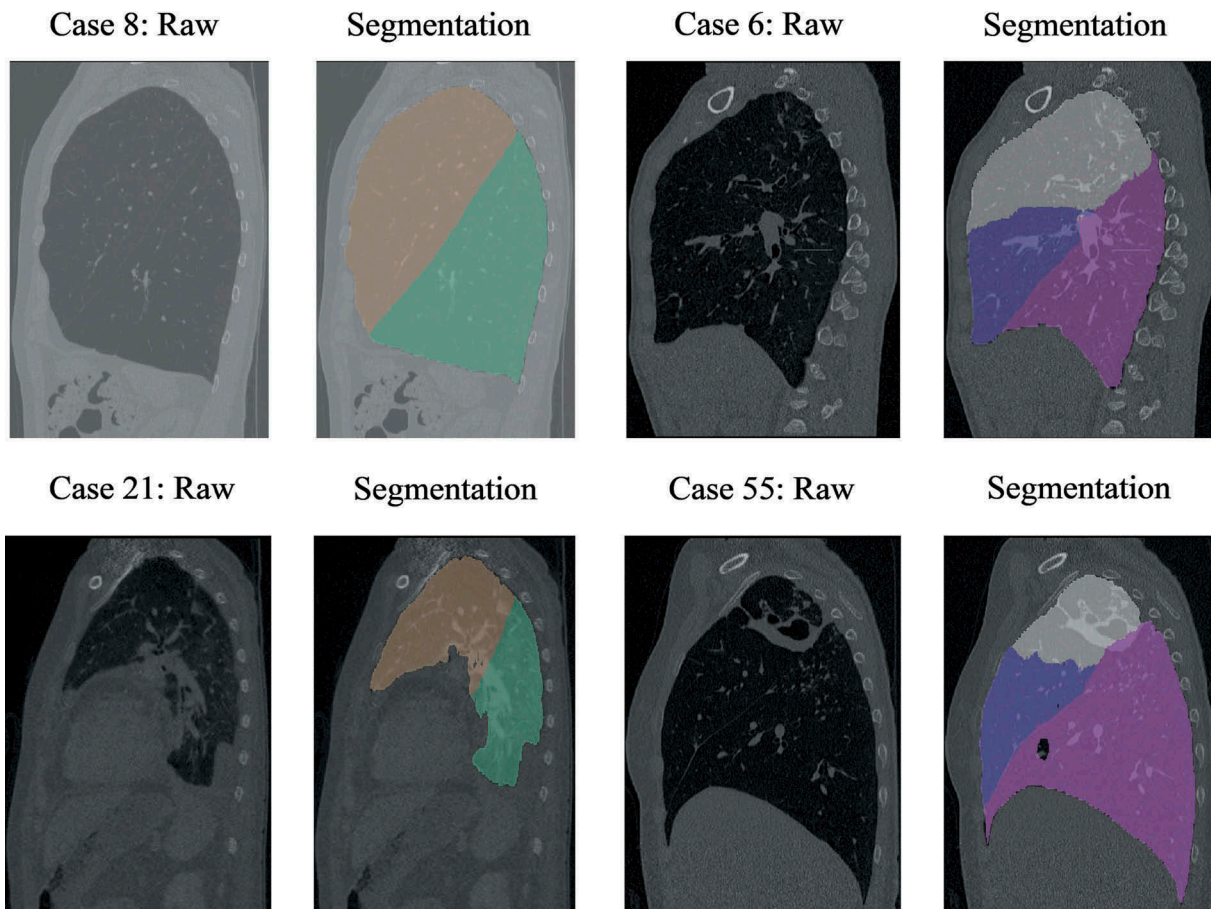 Case 8: Raw
Segmentation
Case 6: Raw
Segmentation
Case 21: Raw
Segmentation
Case 55: Raw
Segmentation